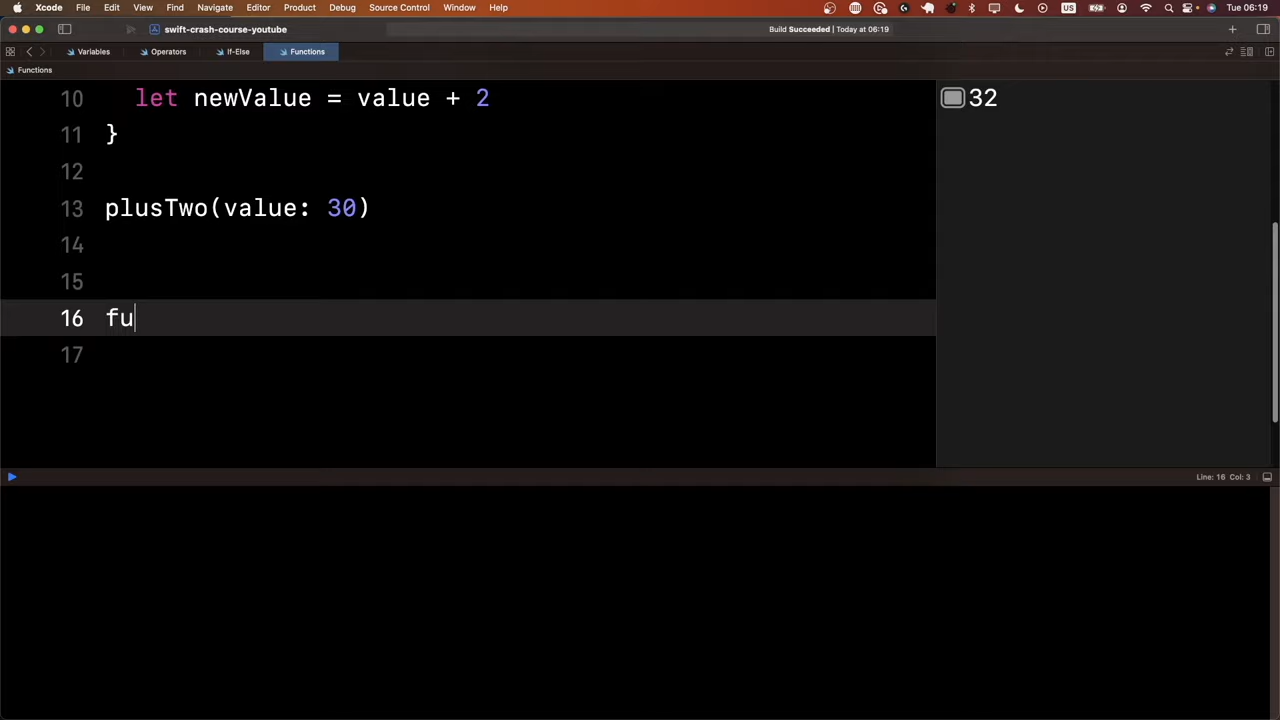 Xcode File Edit View Find Navigate Editor Product Debug Source Control Window Help US Tue 06:19
swift-crash-course-youtube Build Succeeded | Today at 06:19
Variables Operators If-Else Functions
Functions
10 let newValue = value + 2 32
11 }
12
13 plusTwo(value: 30)
14
15
16 fu
17
Line: 16 Col: 3